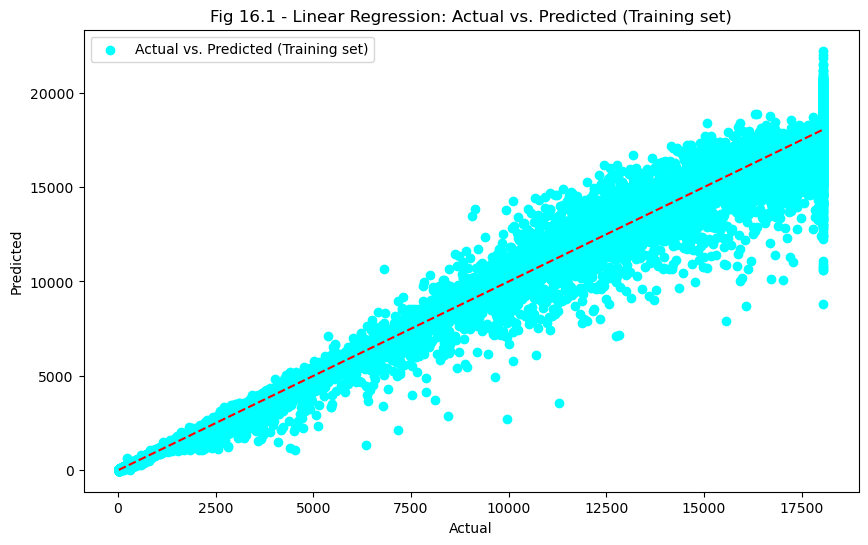 Fig 16.1 - Linear Regression: Actual vs. Predicted (Training set)
Actual vs. Predicted (Training set)
Predicted
20000
15000
10000
5000
0
0 2500 5000 7500 10000 12500 15000 17500
Actual